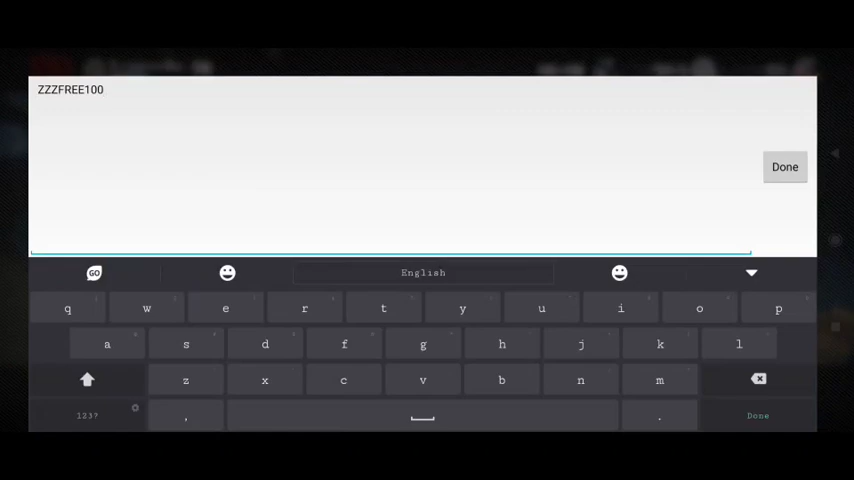 ZZZFREE100
Done
GO
English
q w e r t y u i o p
a s d f g h j k l
z x c v b n m
123? , . Done